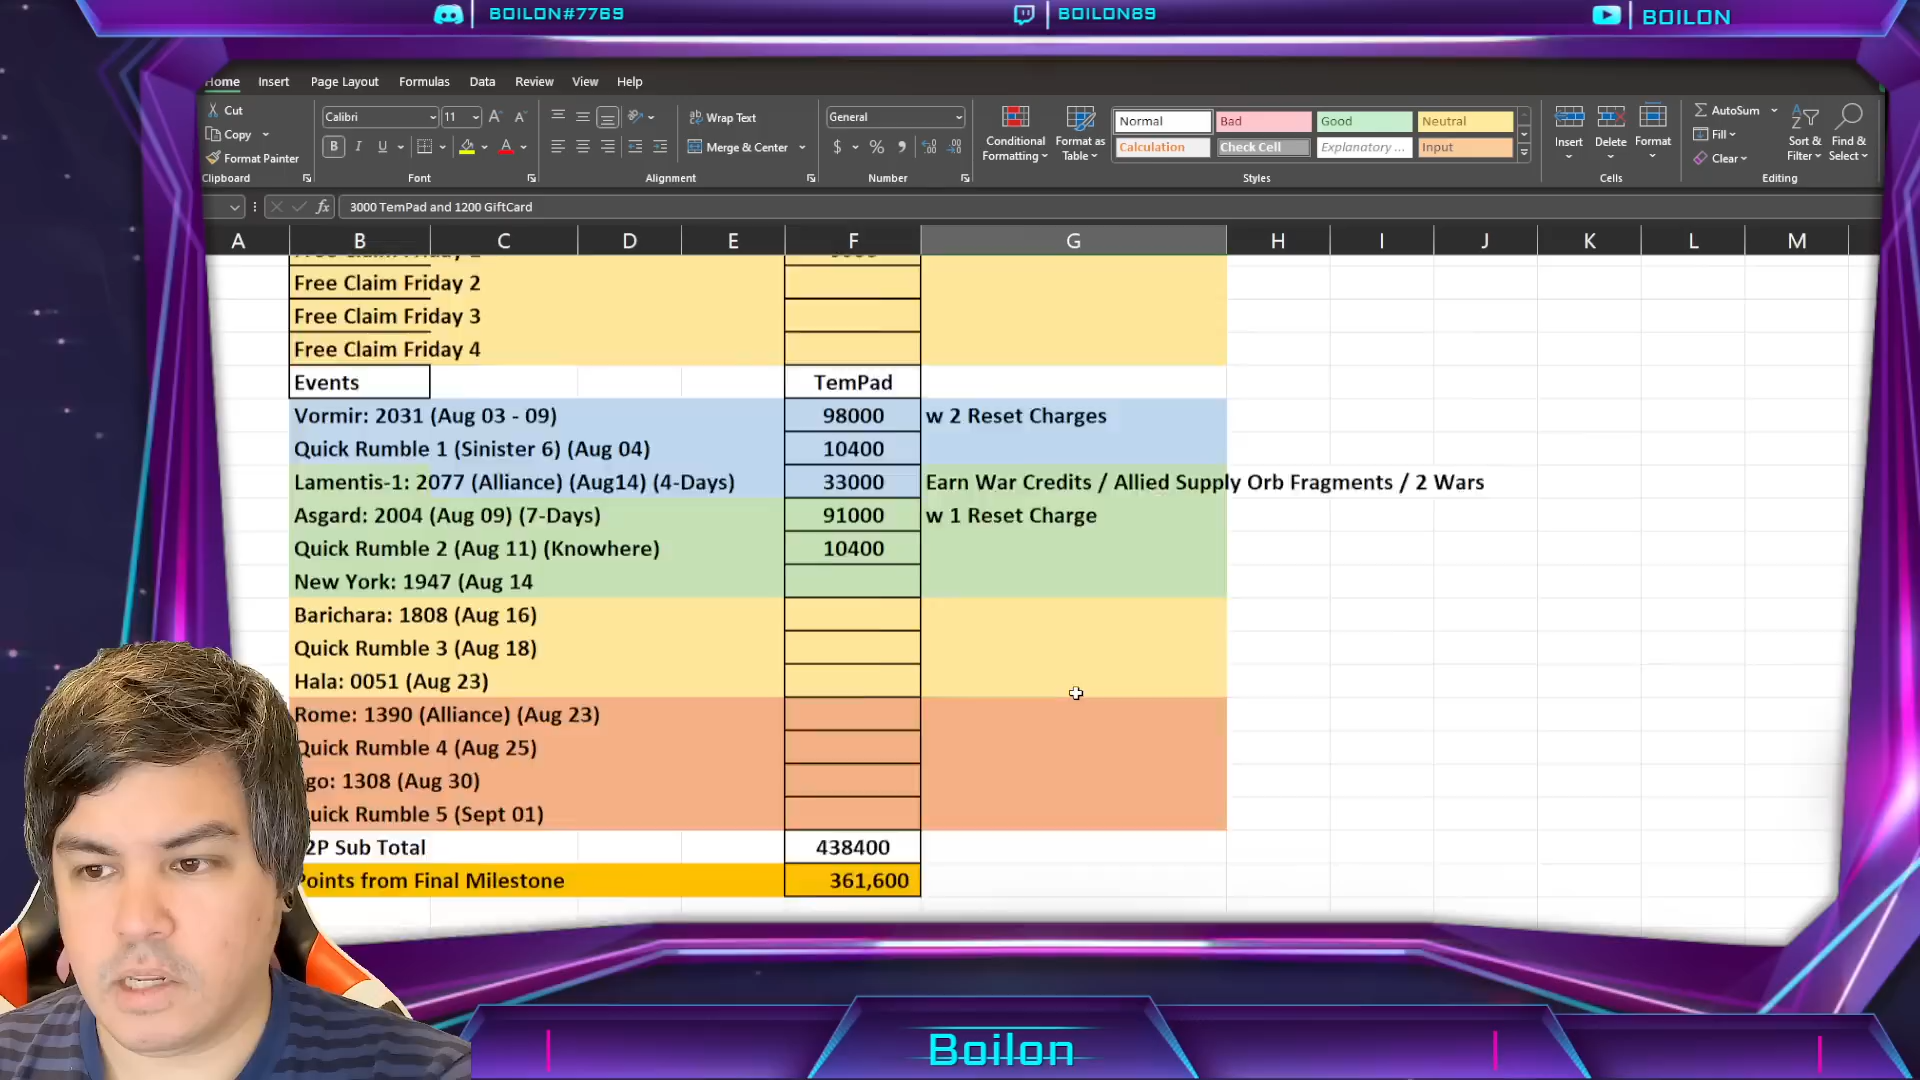 BOILON#7769
BOILON89
BOILON
Home Insert Page Layout Formulas Data Review View Help
Cut
Copy
Format Painter
Clipboard
Calibri 11
B I U
Font
Wrap Text
Merge & Center
Alignment
General
$ % 9
Number
Conditional Formatting
Format as Table
Normal Bad Good Neutral
Calculation Check Cell Explanatory ... Input
Styles
Insert Delete Format
Cells
AutoSum
Fill
Clear
Sort & Filter
Find & Select
Editing
fx 3000 TemPad and 1200 GiftCard
A B C D E F G H I J K L M
Free Claim Friday 2
Free Claim Friday 3
Free Claim Friday 4
Events TemPad
Vormir: 2031 (Aug 03 - 09) 98000 w 2 Reset Charges
Quick Rumble 1 (Sinister 6) (Aug 04) 10400
Lamentis-1: 2077 (Alliance) (Aug14) (4-Days) 33000 Earn War Credits / Allied Supply Orb Fragments / 2 Wars
Asgard: 2004 (Aug 09) (7-Days) 91000 w 1 Reset Charge
Quick Rumble 2 (Aug 11) (Knowhere) 10400
New York: 1947 (Aug 14
Barichara: 1808 (Aug 16)
Quick Rumble 3 (Aug 18)
Hala: 0051 (Aug 23)
Rome: 1390 (Alliance) (Aug 23)
Quick Rumble 4 (Aug 25)
1308 (Aug 30)
Rumble 5 (Sept 01)
Sub Total 438400
Points from Final Milestone 361,600
Boilon